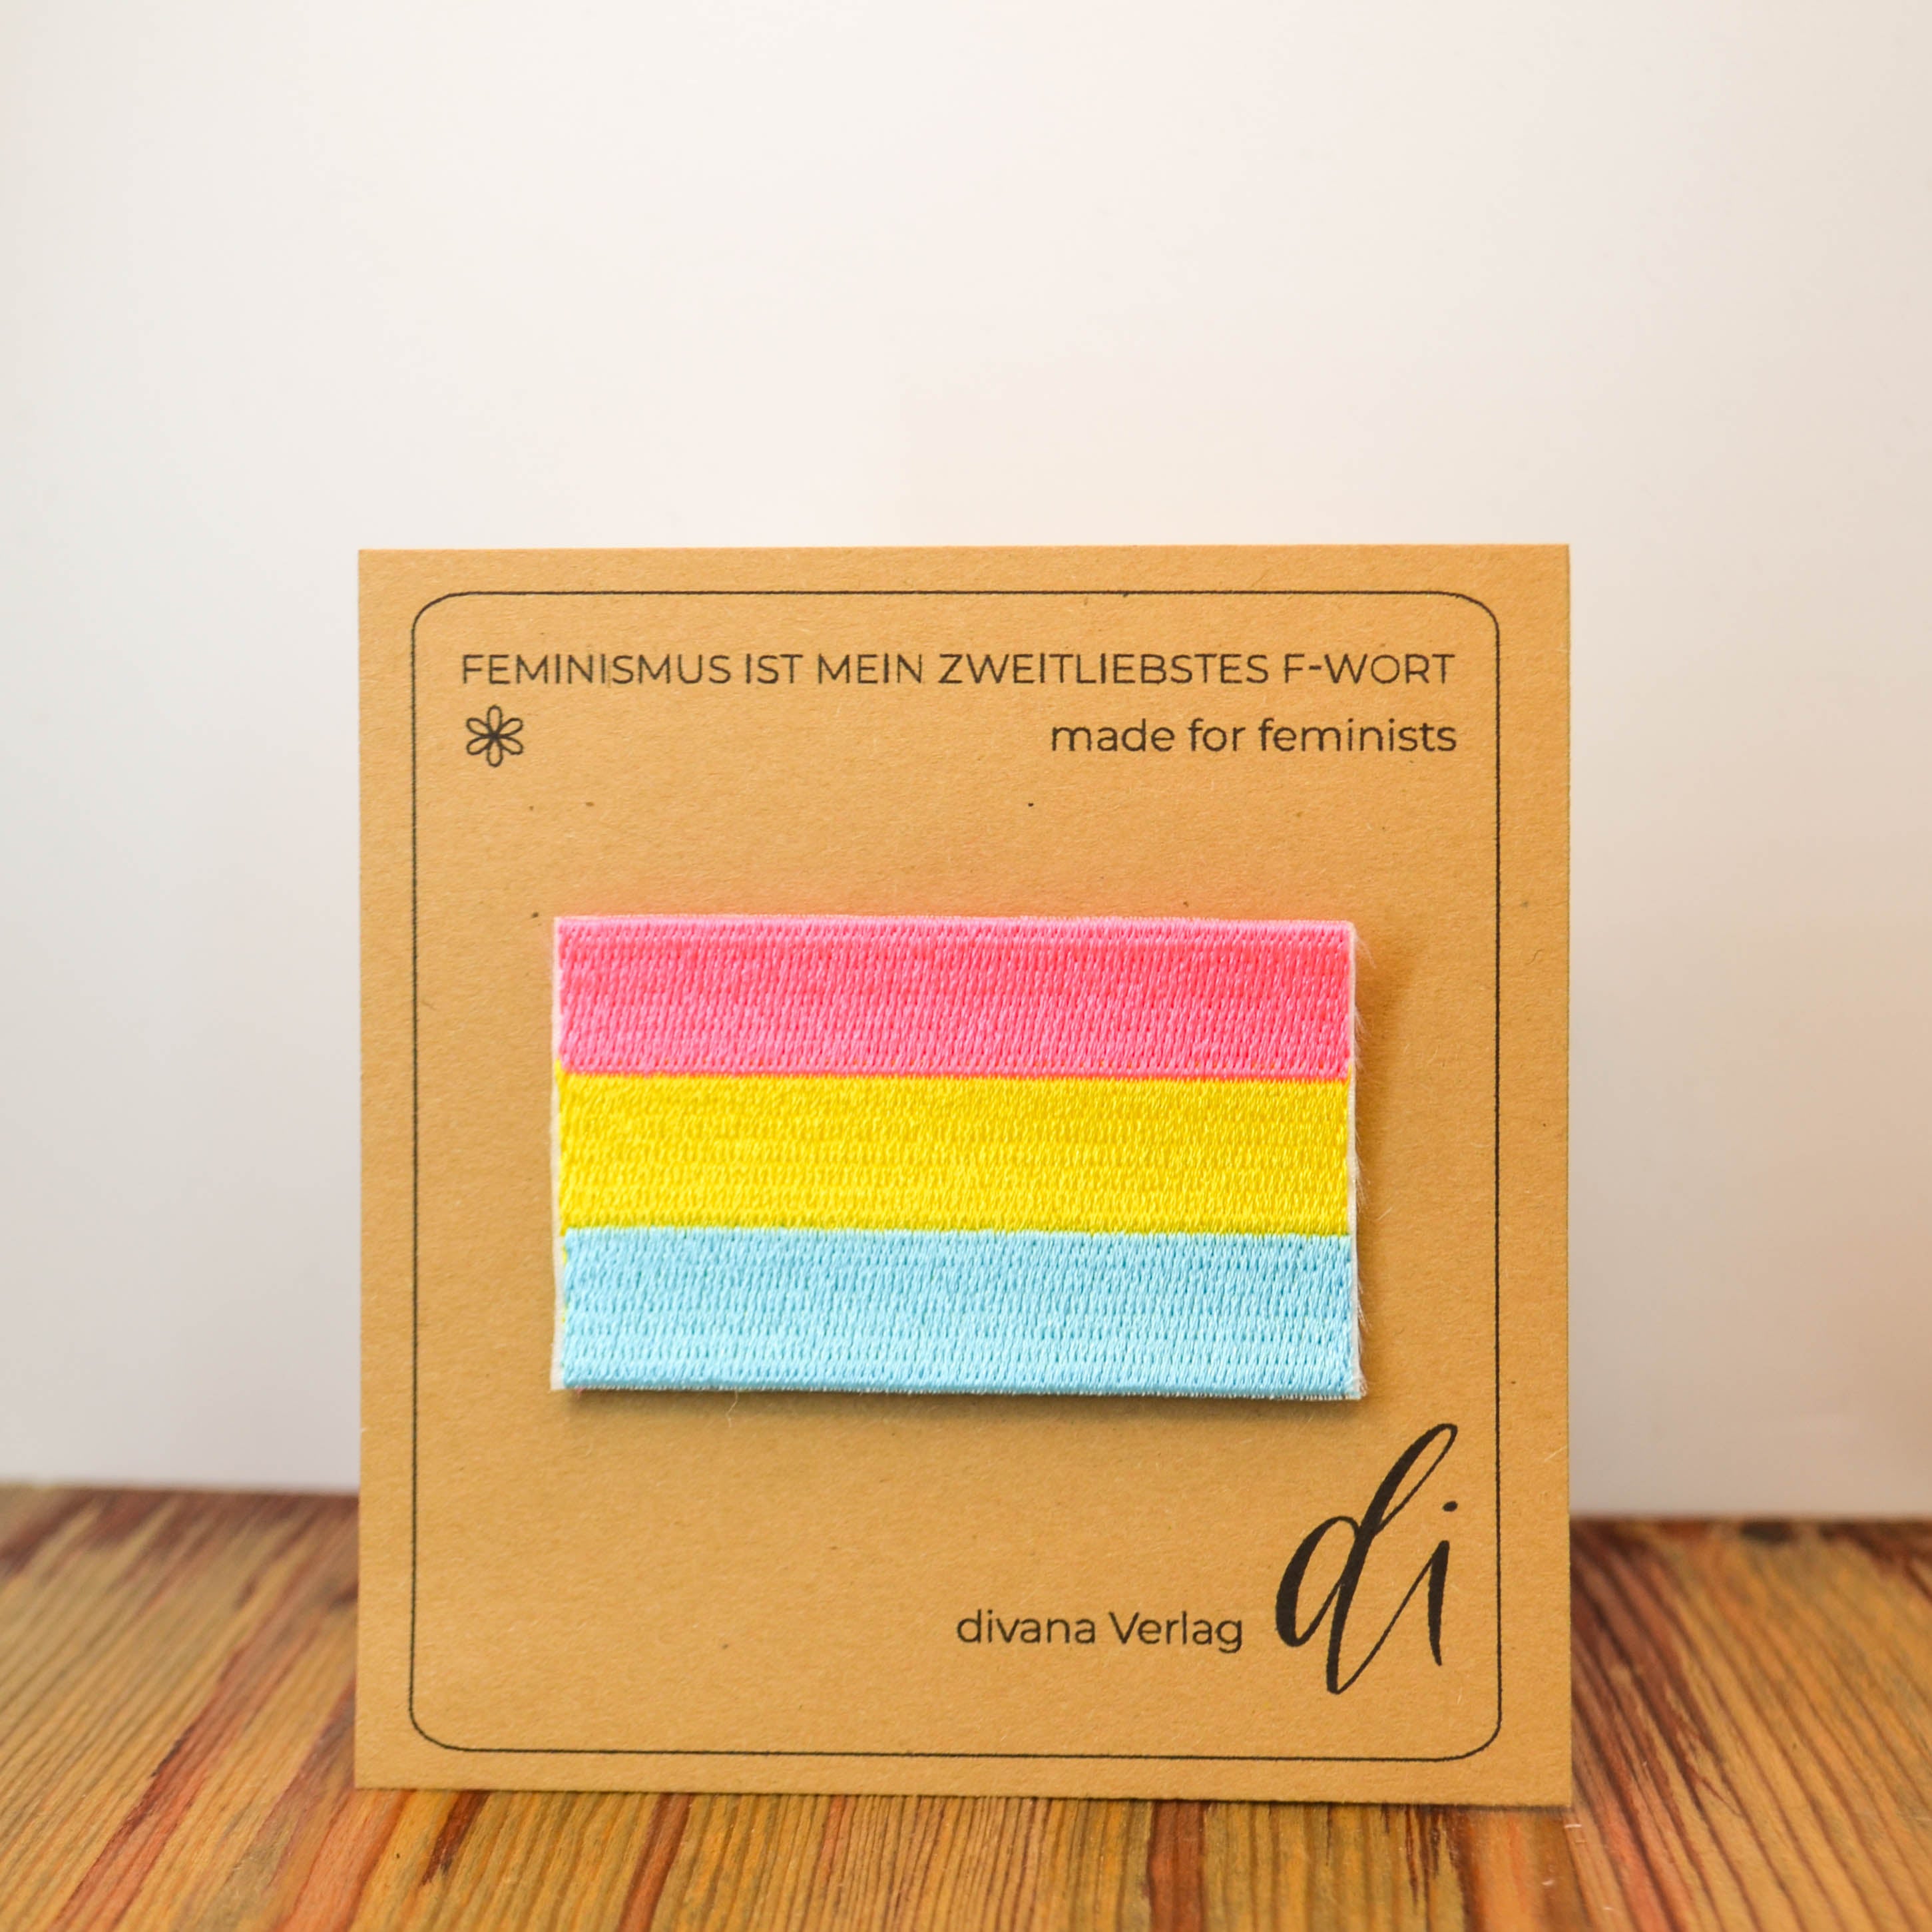 FEMINISMUS IST MEIN ZWEITLIEBSTES F-WORT
made for feminists
divana Verlag
di